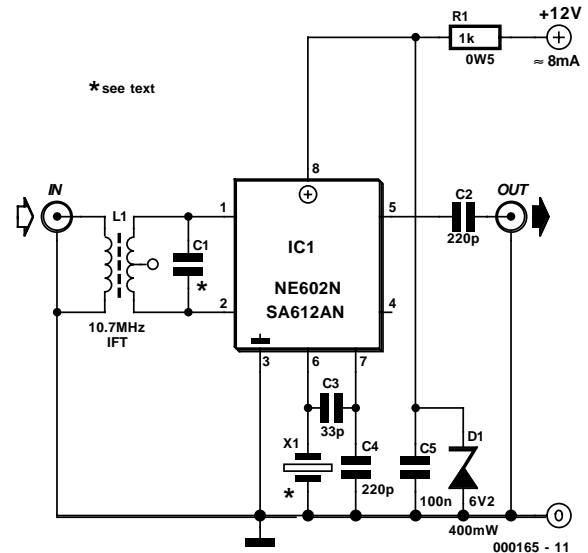 R1
+12V
1k
0W5
≈ 8mA
* see text
8
IN
L1
C1
*
1
2
IC1
NE602N
SA612AN
5
4
C2
220p
OUT
10.7MHz
IFT
3
6
7
C3
33p
X1
*
C4
220p
C5
100n
D1
6V2
400mW
0
000165 - 11